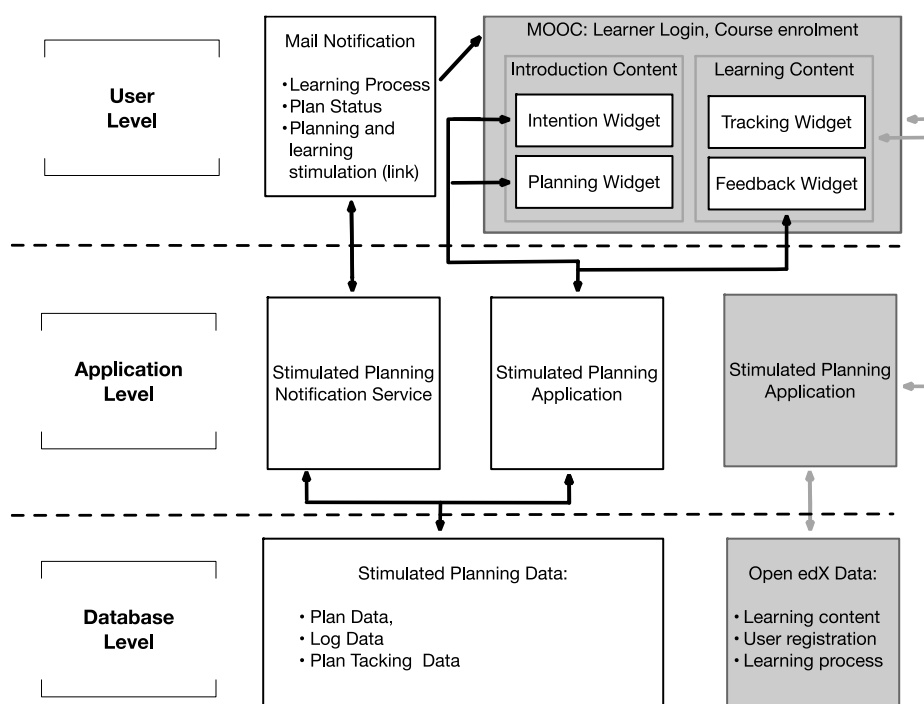 User
Level
Mail Notification
• Learning Process
• Plan Status
• Planning and
learning
stimulation (link)
MOOC: Learner Login, Course enrolment
Introduction Content
Intention Widget
Planning Widget
Learning Content
Tracking Widget
Feedback Widget
Application
Level
Stimulated Planning
Notification Service
Stimulated Planning
Application
Stimulated Planning
Application
Database
Level
Stimulated Planning Data:
• Plan Data,
• Log Data
• Plan Tacking Data
Open edX Data:
• Learning content
• User registration
• Learning process